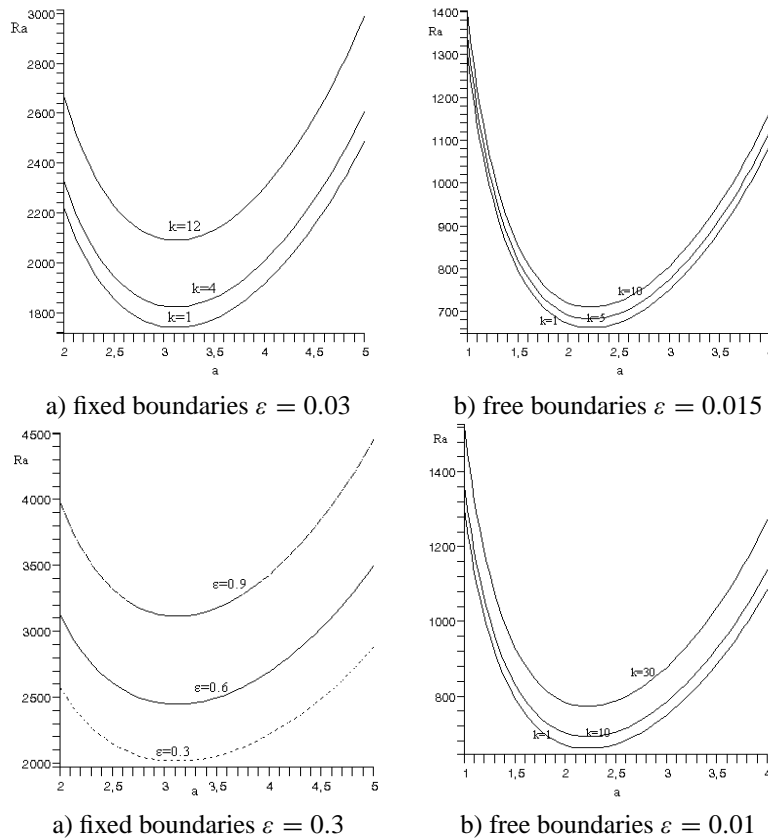 3000
Ra
2800
2600
2400
2200
2000
1800
k=12
k=4
k=1
2 2,5 3 3,5 4 4,5 5
a
a) fixed boundaries ε = 0.03
1400
Ra
1300
1200
1100
1000
900
800
700
k=10
k=1
k=5
1 1,5 2 2,5 3 3,5 4
a
b) free boundaries ε = 0.015
4500
Ra
4000
3500
3000
2500
2000
ε=0.9
ε=0.6
ε=0.3
2 2,5 3 3,5 4 4,5 5
a
a) fixed boundaries ε = 0.3
Ra
1400
1200
1000
800
k=30
k=1
k=10
1 1,5 2 2,5 3 3,5 4
a
b) free boundaries ε = 0.01